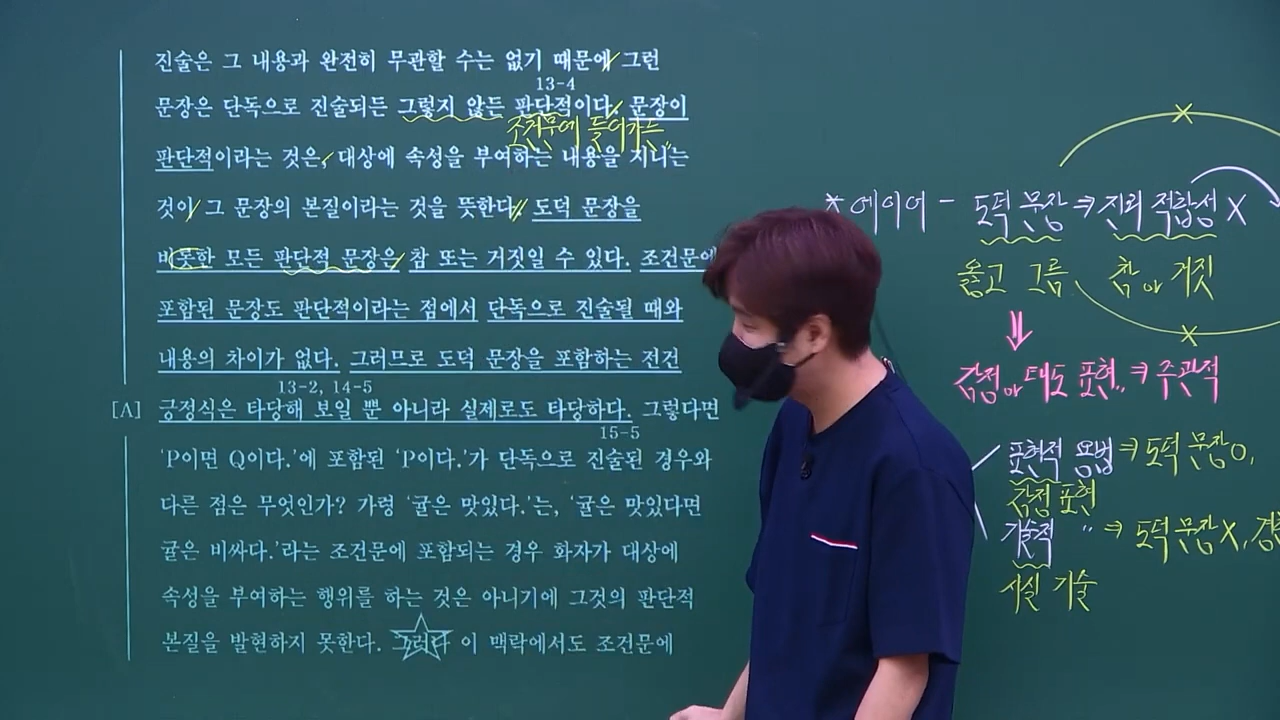 진술은 그 내용과 완전히 무관할 수는 없기 때문에 그런
13-4
문장은 단독으로 진술되든 그렇지 않든 판단적이다. 문장이
조건문에 들어가는
판단적이라는 것은, 대상에 속성을 부여하는 내용을 지니는
것이 그 문장의 본질이라는 것을 뜻한다. 도덕 문장을
비롯한 모든 판단적 문장은 참 또는 거짓일 수 있다. 조건문에
포함된 문장도 판단적이라는 점에서 단독으로 진술될 때와
내용의 차이가 없다. 그러므로 도덕 문장을 포함하는 전건
13-2, 14-5
[A] 긍정식은 타당해 보일 뿐 아니라 실제로도 타당하다. 그렇다면
15-5
'P이면 Q이다.'에 포함된 'P이다.'가 단독으로 진술된 경우와
다른 점은 무엇인가? 가령 '귤은 맛있다.'는, '귤은 맛있다면
귤은 비싸다.'라는 조건문에 포함되는 경우 화자가 대상에
속성을 부여하는 행위를 하는 것은 아니기에 그것의 판단적
본질을 발현하지 못한다. 그러나 이 맥락에서도 조건문에
* 에이어 - 도덕 문장 ⇒ 진리 적합성 X
옳고 그름 참 or 거짓
⇓
감정 or 태도 표현 ⇒ 주관적
표현적 용법 ⇒ 도덕 문장 O,
감정 표현
기술적 〃 ⇒ 도덕 문장 X,
사실 기술